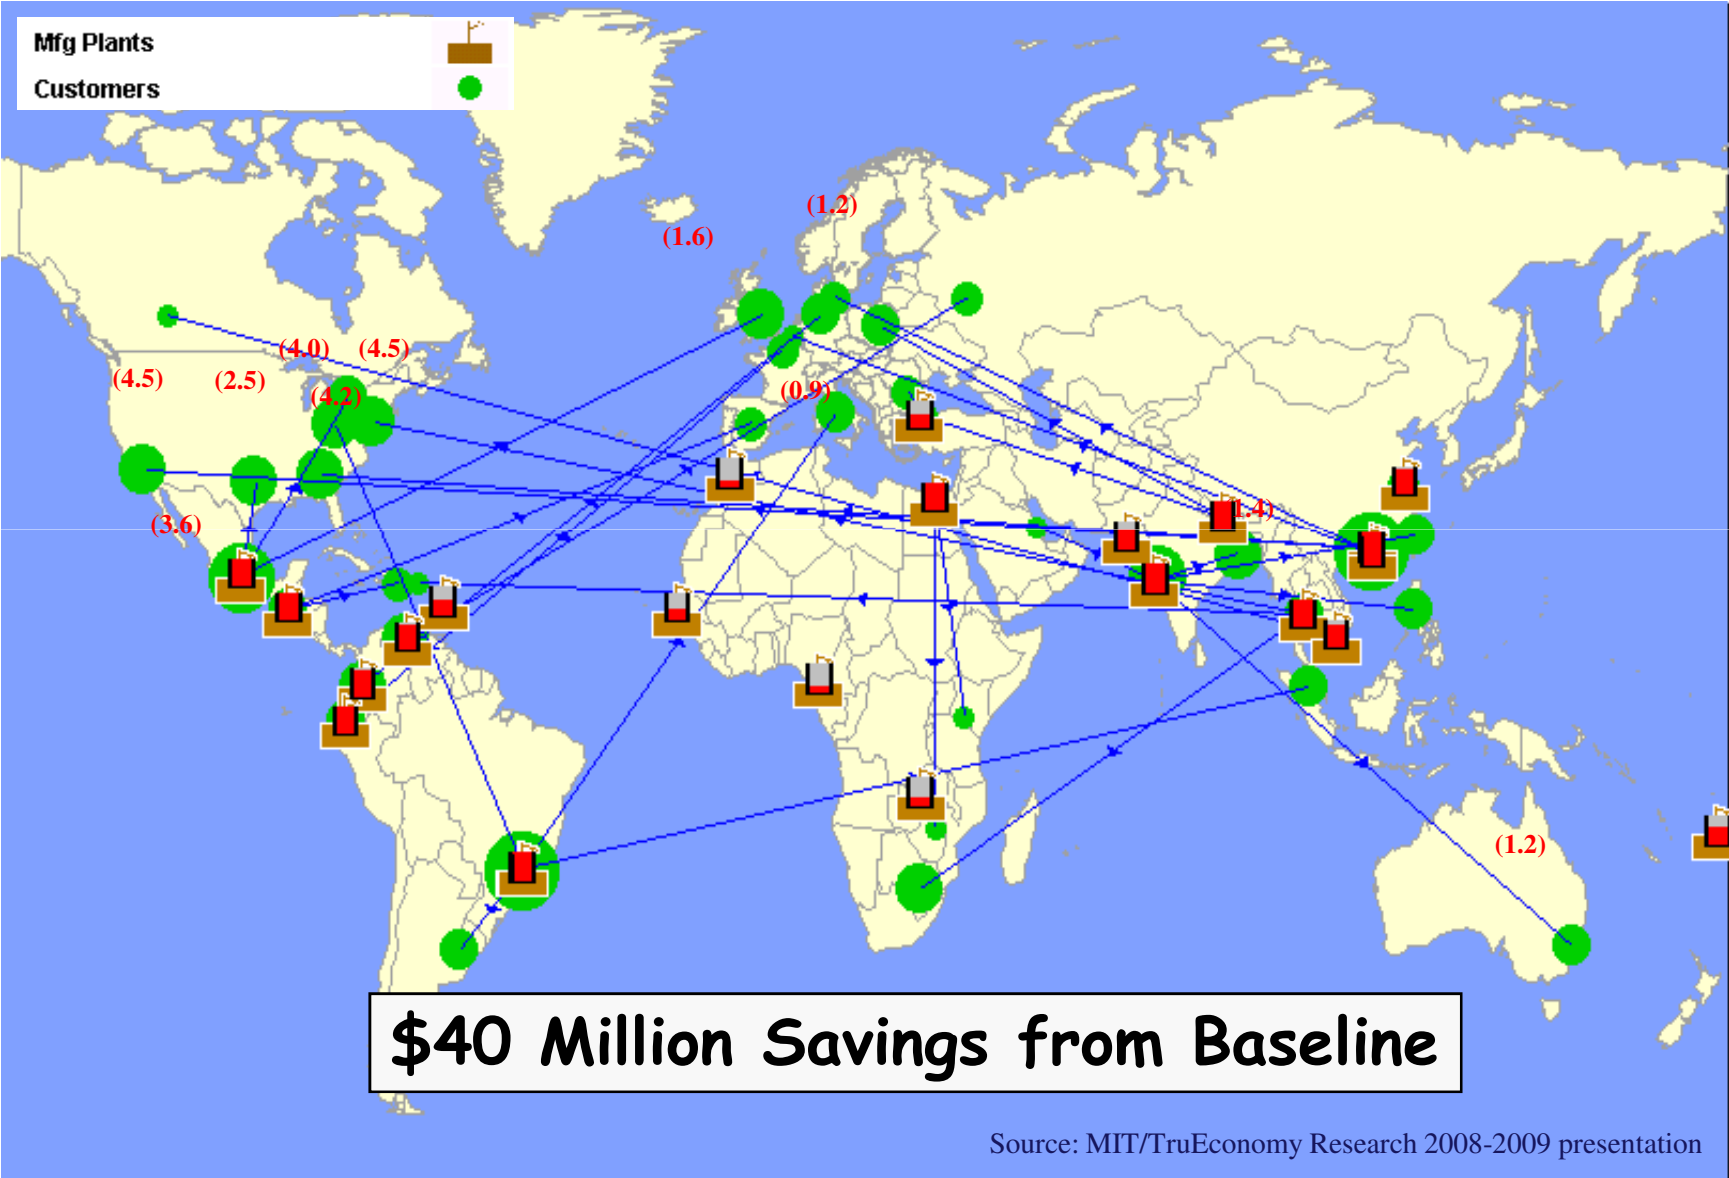 Mfg Plants
Customers
(1.2)
(1.6)
(4.0) (4.5)
(4.5) (2.5)
(4.2)
(0.9)
1.4)
(3.6)
(1.2)
$40 Million Savings from Baseline
Source: MIT/TruEconomy Research 2008-2009 presentation